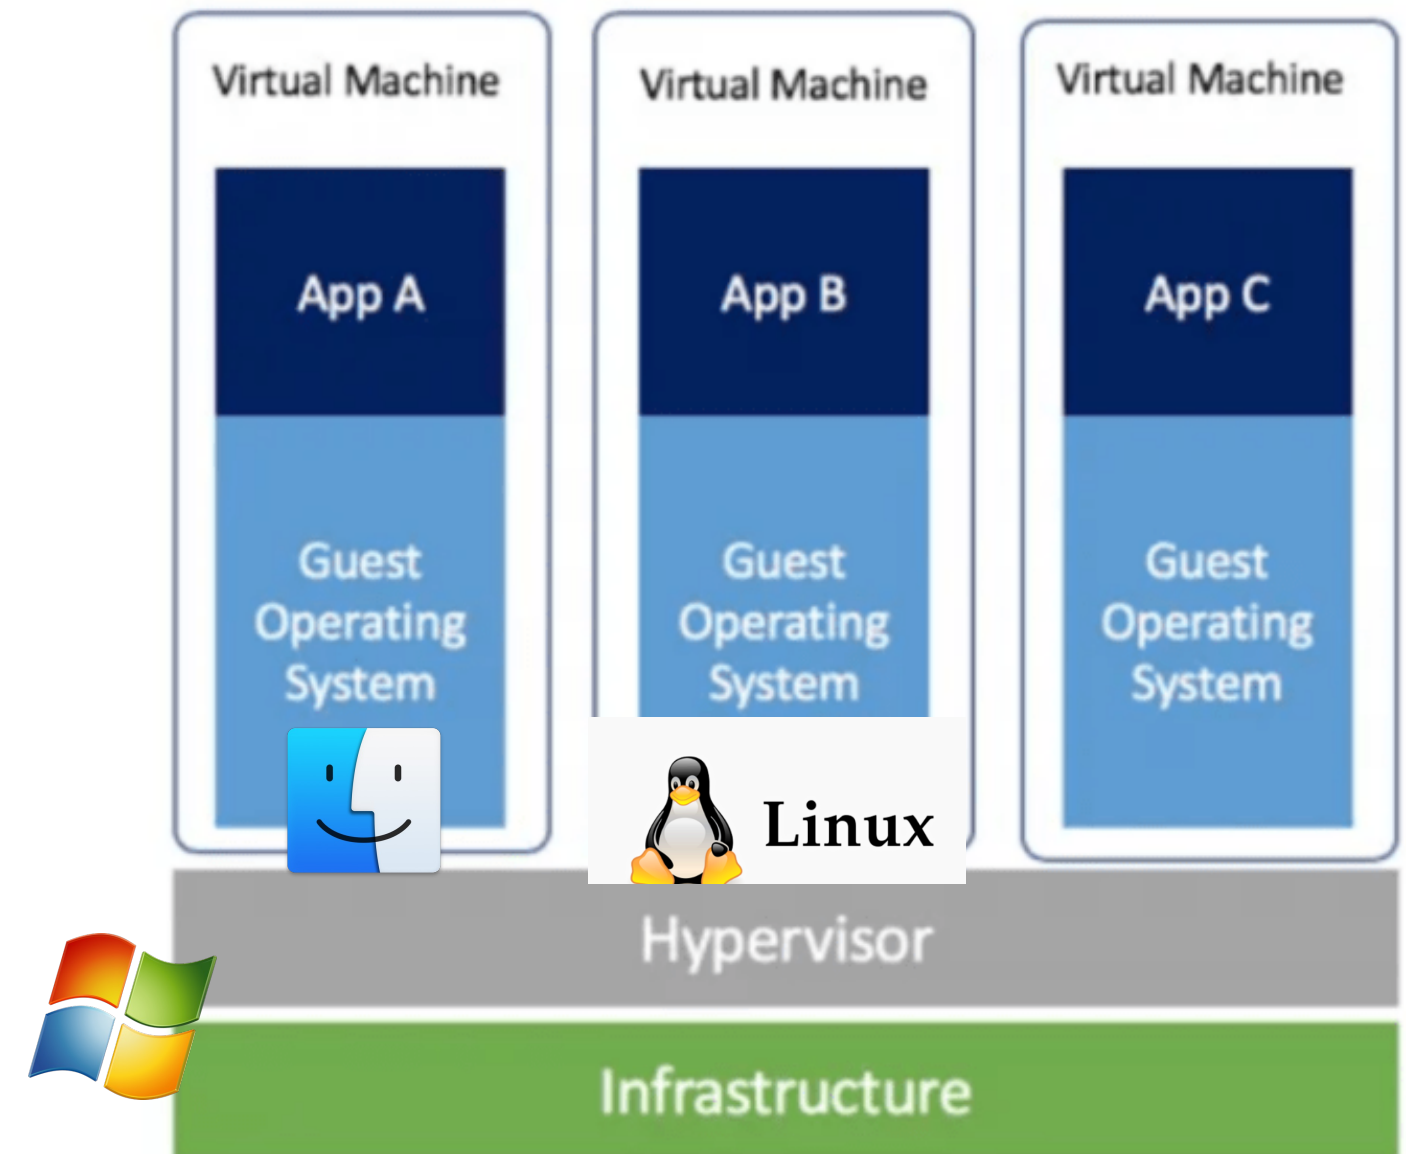 Virtual Machine
Virtual Machine
Virtual Machine
App A
App B
App C
Guest
Operating
System
Guest
Operating
System
Guest
Operating
System
Linux
Hypervisor
Infrastructure